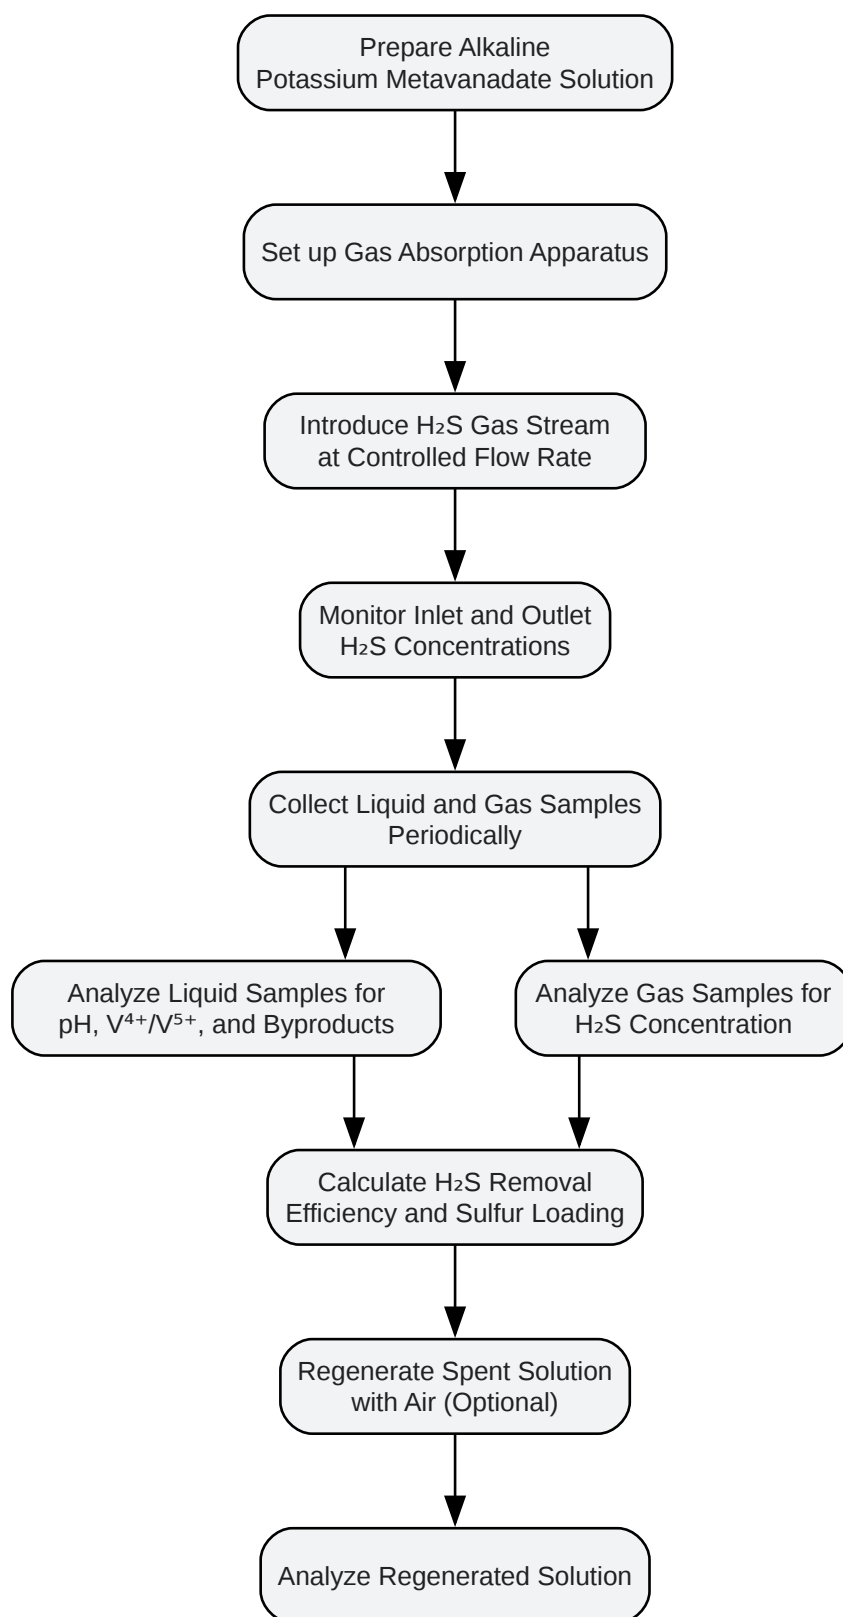 Prepare Alkaline
Potassium Metavanadate Solution
Set up Gas Absorption Apparatus
Introduce H₂S Gas Stream
at Controlled Flow Rate
Monitor Inlet and Outlet
H₂S Concentrations
Collect Liquid and Gas Samples
Periodically
Analyze Liquid Samples for
pH, V⁴⁺/V⁵⁺, and Byproducts
Analyze Gas Samples for
H₂S Concentration
Calculate H₂S Removal
Efficiency and Sulfur Loading
Regenerate Spent Solution
with Air (Optional)
Analyze Regenerated Solution